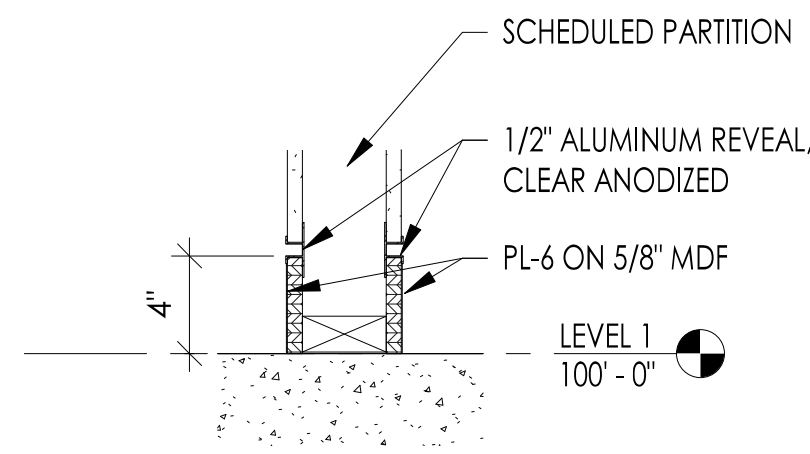 SCHEDULED PARTITION
1/2" ALUMINUM REVEAL,
CLEAR ANODIZED
PL-6 ON 5/8" MDF
4"
LEVEL 1
100' - 0"